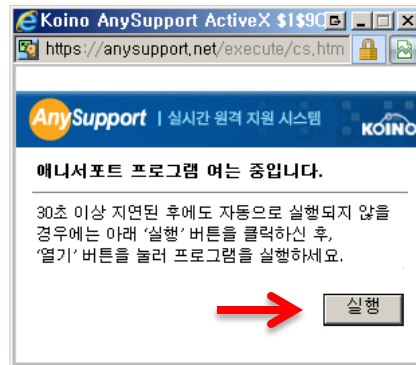 Koino AnySupport ActiveX $1$9C
https://anysupport.net/execute/cs.htm
AnySupport | 실시간 원격 지원 시스템 KOINO
애니서포트 프로그램 여는 중입니다.
30초 이상 지연된 후에도 자동으로 실행되지 않을
경우에는 아래 ‘실행’ 버튼을 클릭하신 후,
‘열기’ 버튼을 눌러 프로그램을 실행하세요.
실행